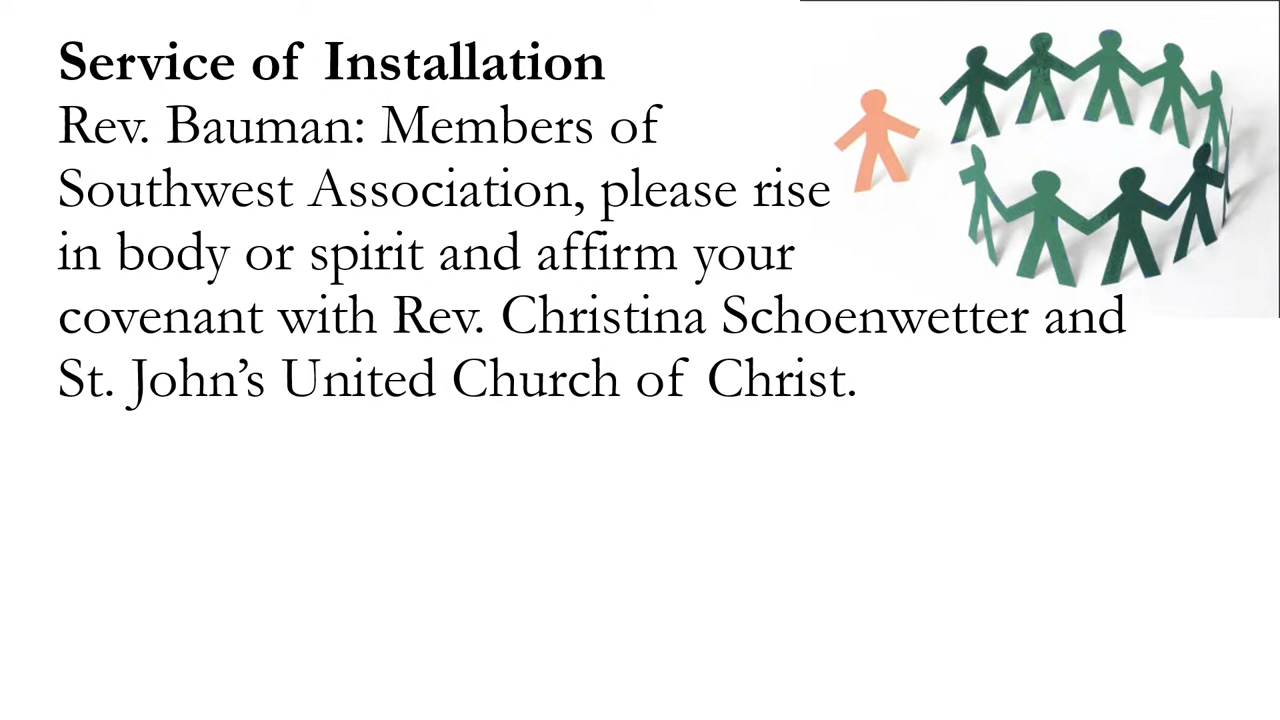 Service of Installation
Rev. Bauman: Members of
Southwest Association, please rise
in body or spirit and affirm your
covenant with Rev. Christina Schoenwetter and
St. John’s United Church of Christ.